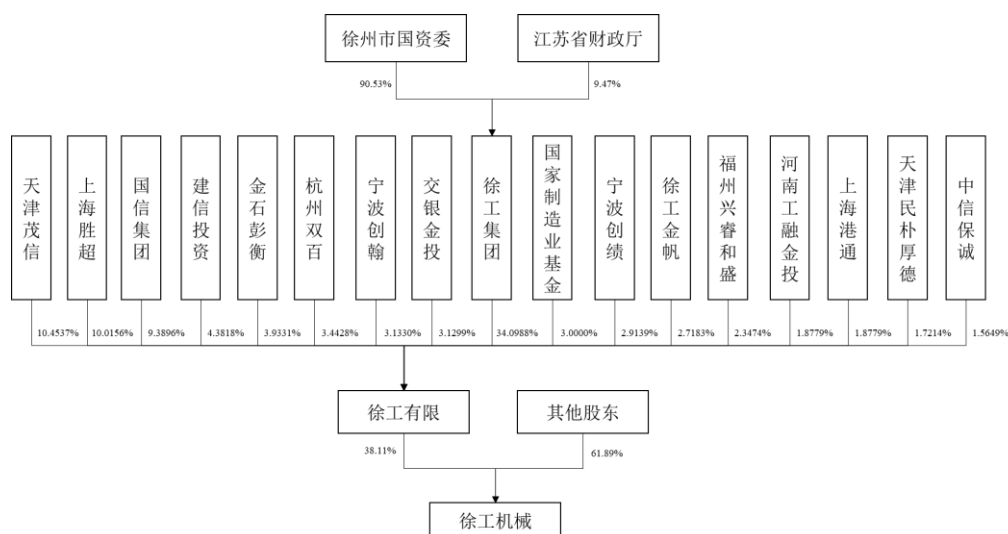 徐州市国资委
江苏省财政厅
90.53%
9.47%
天津茂信
上海胜超
国信集团
建信投资
金石彭衡
杭州双百
宁波创翰
交银金投
徐工集团
国家制造业基金
宁波创绩
徐工金帆
福州兴睿和盛
河南工融金投
上海港通
天津民朴厚德
中信保诚
10.4537%
10.0156%
9.3896%
4.3818%
3.9331%
3.4428%
3.1330%
3.1299%
34.0988%
3.0000%
2.9139%
2.7183%
2.3474%
1.8779%
1.8779%
1.7214%
1.5649%
徐工有限
其他股东
38.11%
61.89%
徐工机械